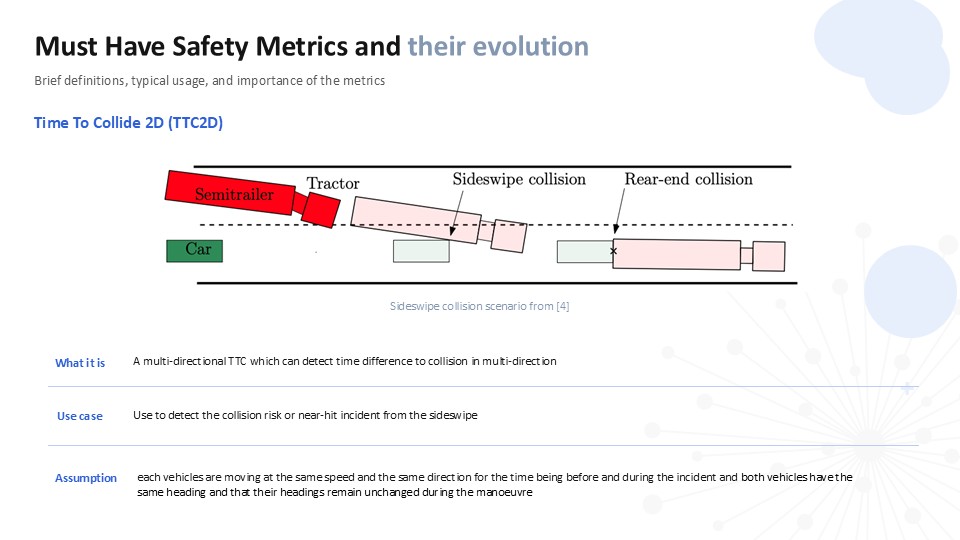 Must Have Safety Metrics and their evolution
Brief definitions, typical usage, and importance of the metrics
Time To Collide 2D (TTC2D)
Semitrailer
Tractor
Sideswipe collision
Rear-end collision
Car
Sideswipe collision scenario from [4]
What it is
A multi-directional TTC which can detect time difference to collision in multi-direction
Use case
Use to detect the collision risk or near-hit incident from the sideswipe
Assumption
each vehicles are moving at the same speed and the same direction for the time being before and during the incident and both vehicles have the
same heading and that their headings remain unchanged during the manoeuvre